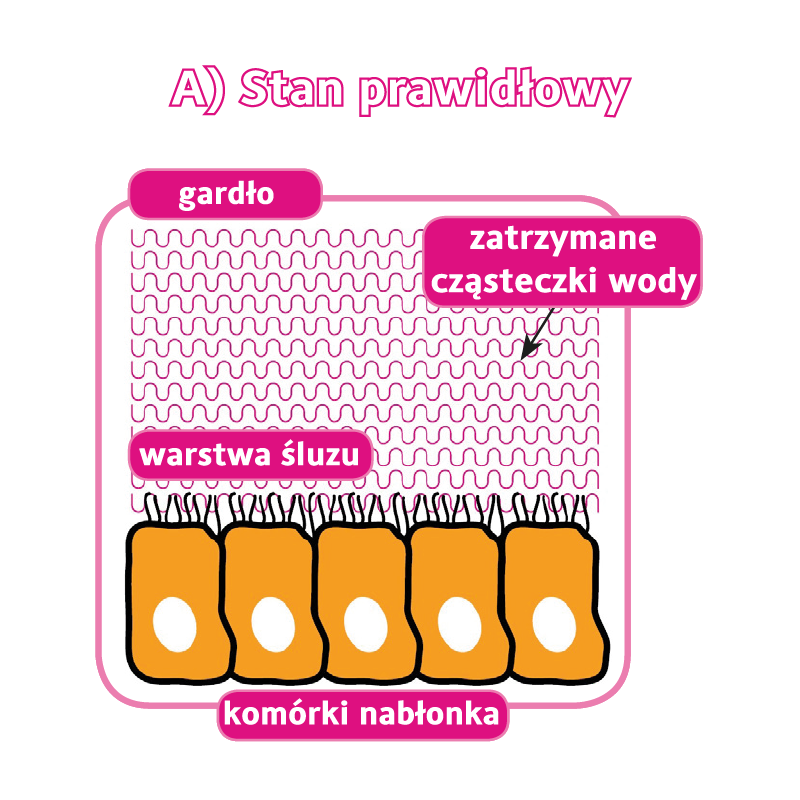 A) Stan prawidłowy
gardło
zatrzymane
cząsteczki wody
warstwa śluzu
komórki nabłonka